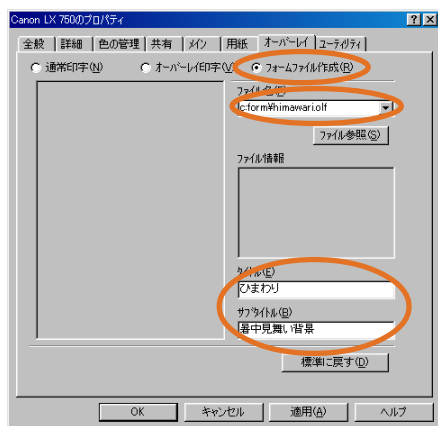 Canon LX 750のプロパティ
全般 詳細 色の管理 共有 メイン 用紙 オーバーレイ ユーティリティ
通常印字(N) オーバーレイ印字(V) フォームファイル作成(R)
ファイル名(F)
c:form¥himawari.olf
ファイル参照(S)
ファイル情報
タイトル(E)
ひまわり
サブタイトル(B)
暑中見舞い背景
標準に戻す(D)
OK キャンセル 適用(A) ヘルプ